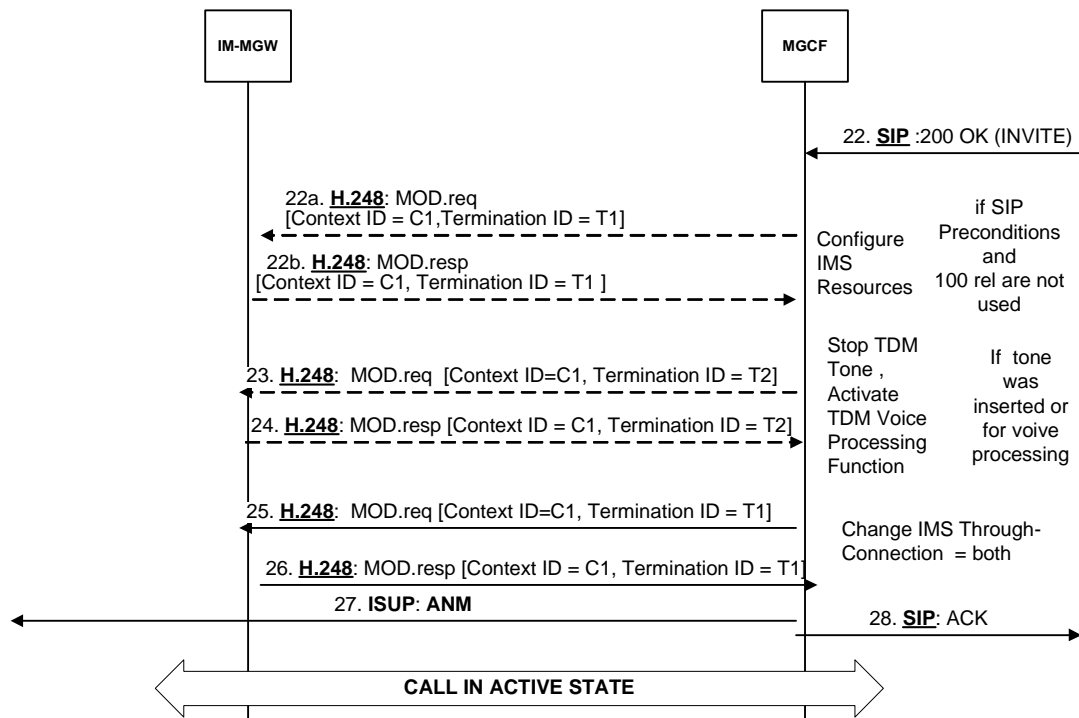 IM-MGW
MGCF
22. SIP :200 OK (INVITE)
22a. H.248: MOD.req
[Context ID = C1,Termination ID = T1]
22b. H.248: MOD.resp
[Context ID = C1, Termination ID = T1 ]
Configure
IMS
Resources
if SIP
Preconditions
and
100 rel are not
used
23. H.248:  MOD.req  [Context ID=C1, Termination ID = T2]
24. H.248: MOD.resp [Context ID = C1, Termination ID = T2]
Stop TDM
Tone ,
Activate
TDM Voice
Processing
Function
If  tone
was
inserted or
for voive
processing
25. H.248:  MOD.req [Context ID=C1, Termination ID = T1]
26. H.248: MOD.resp [Context ID = C1, Termination ID = T1]
Change IMS Through-
Connection  = both
27. ISUP: ANM
28. SIP: ACK
CALL IN ACTIVE STATE